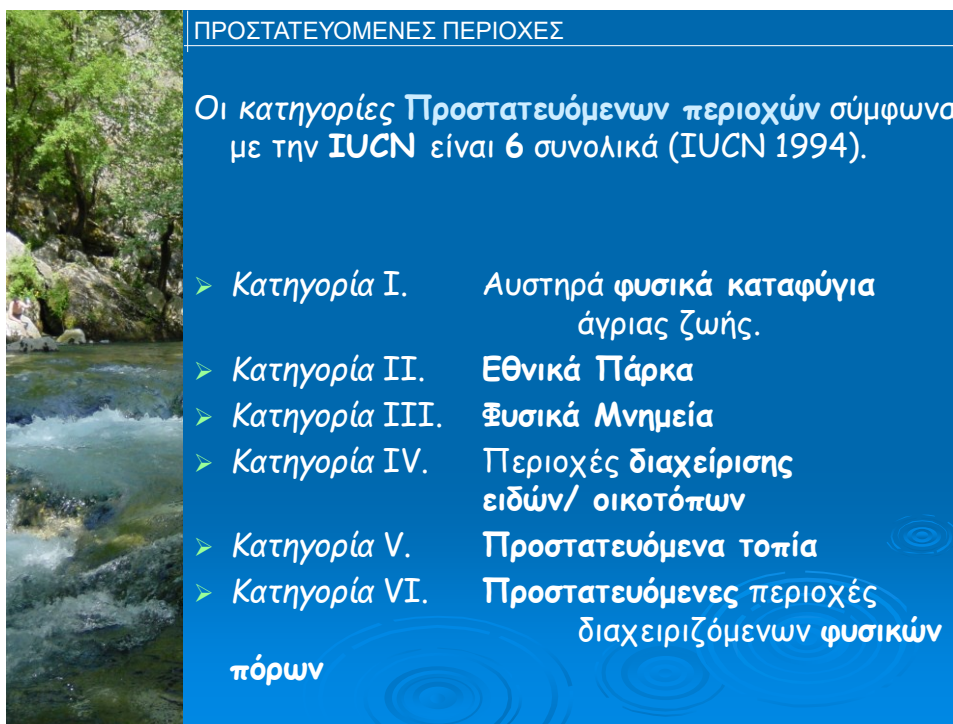 ΠΡΟΣΤΑΤΕΥΟΜΕΝΕΣ ΠΕΡΙΟΧΕΣ
Οι κατηγορίες Προστατευόμενων περιοχών σύμφωνα
με την IUCN είναι 6 συνολικά (IUCN 1994).
➢ Κατηγορία I. Αυστηρά φυσικά καταφύγια
άγριας ζωής.
➢ Κατηγορία II. Εθνικά Πάρκα
➢ Κατηγορία III. Φυσικά Μνημεία
➢ Κατηγορία IV. Περιοχές διαχείρισης
ειδών/ οικοτόπων
➢ Κατηγορία V. Προστατευόμενα τοπία
➢ Κατηγορία VI. Προστατευόμενες περιοχές
διαχειριζόμενων φυσικών
πόρων